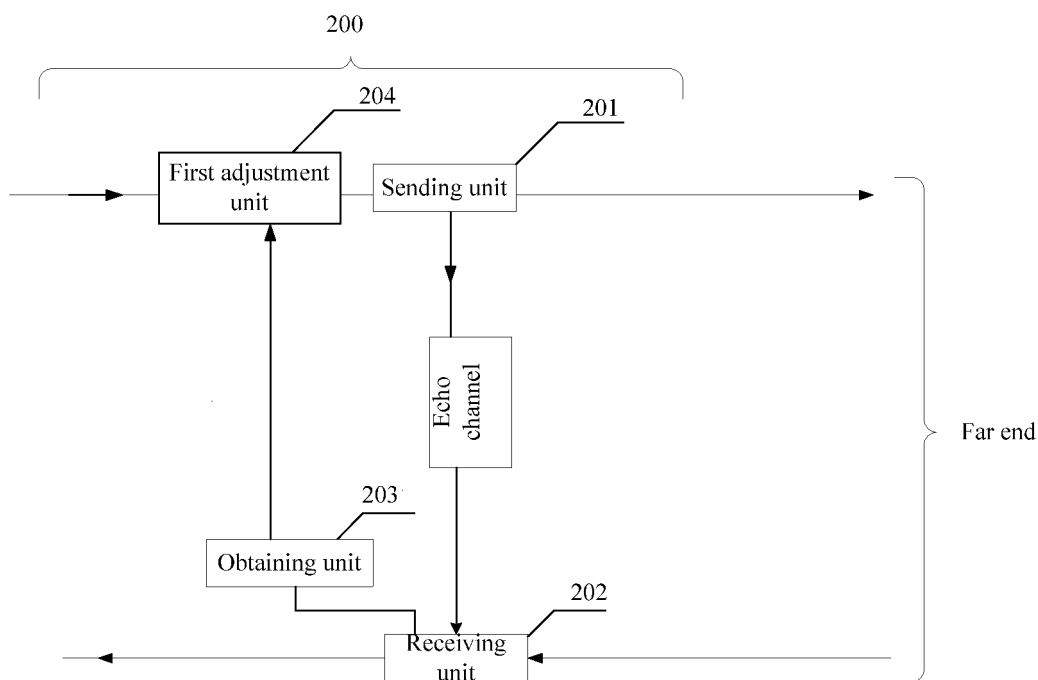 200
204
201
First adjustment
unit
Sending unit
Echo
channel
Far end
203
Obtaining unit
202
Receiving
unit